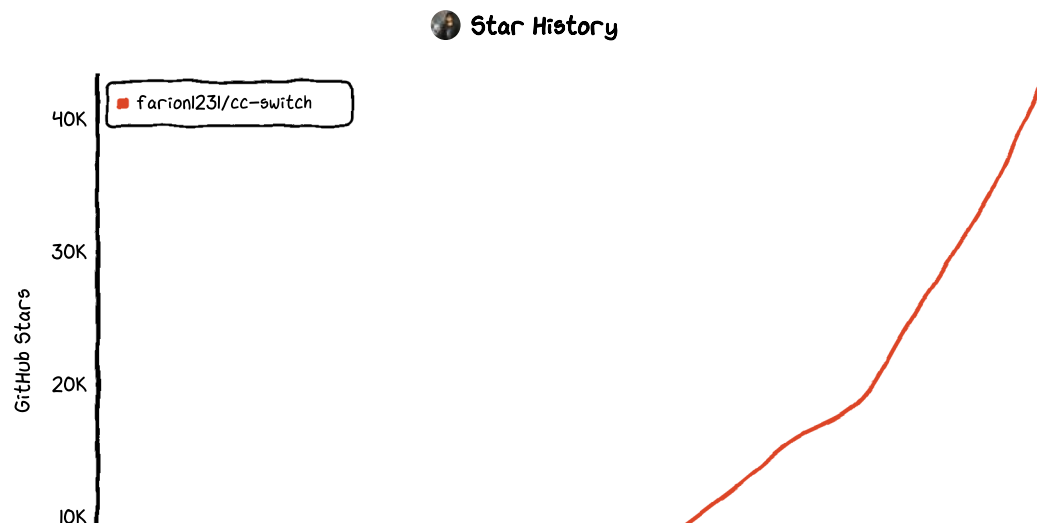 Star History
farion1231/cc-switch
40K
30K
20K
10K
GitHub Stars